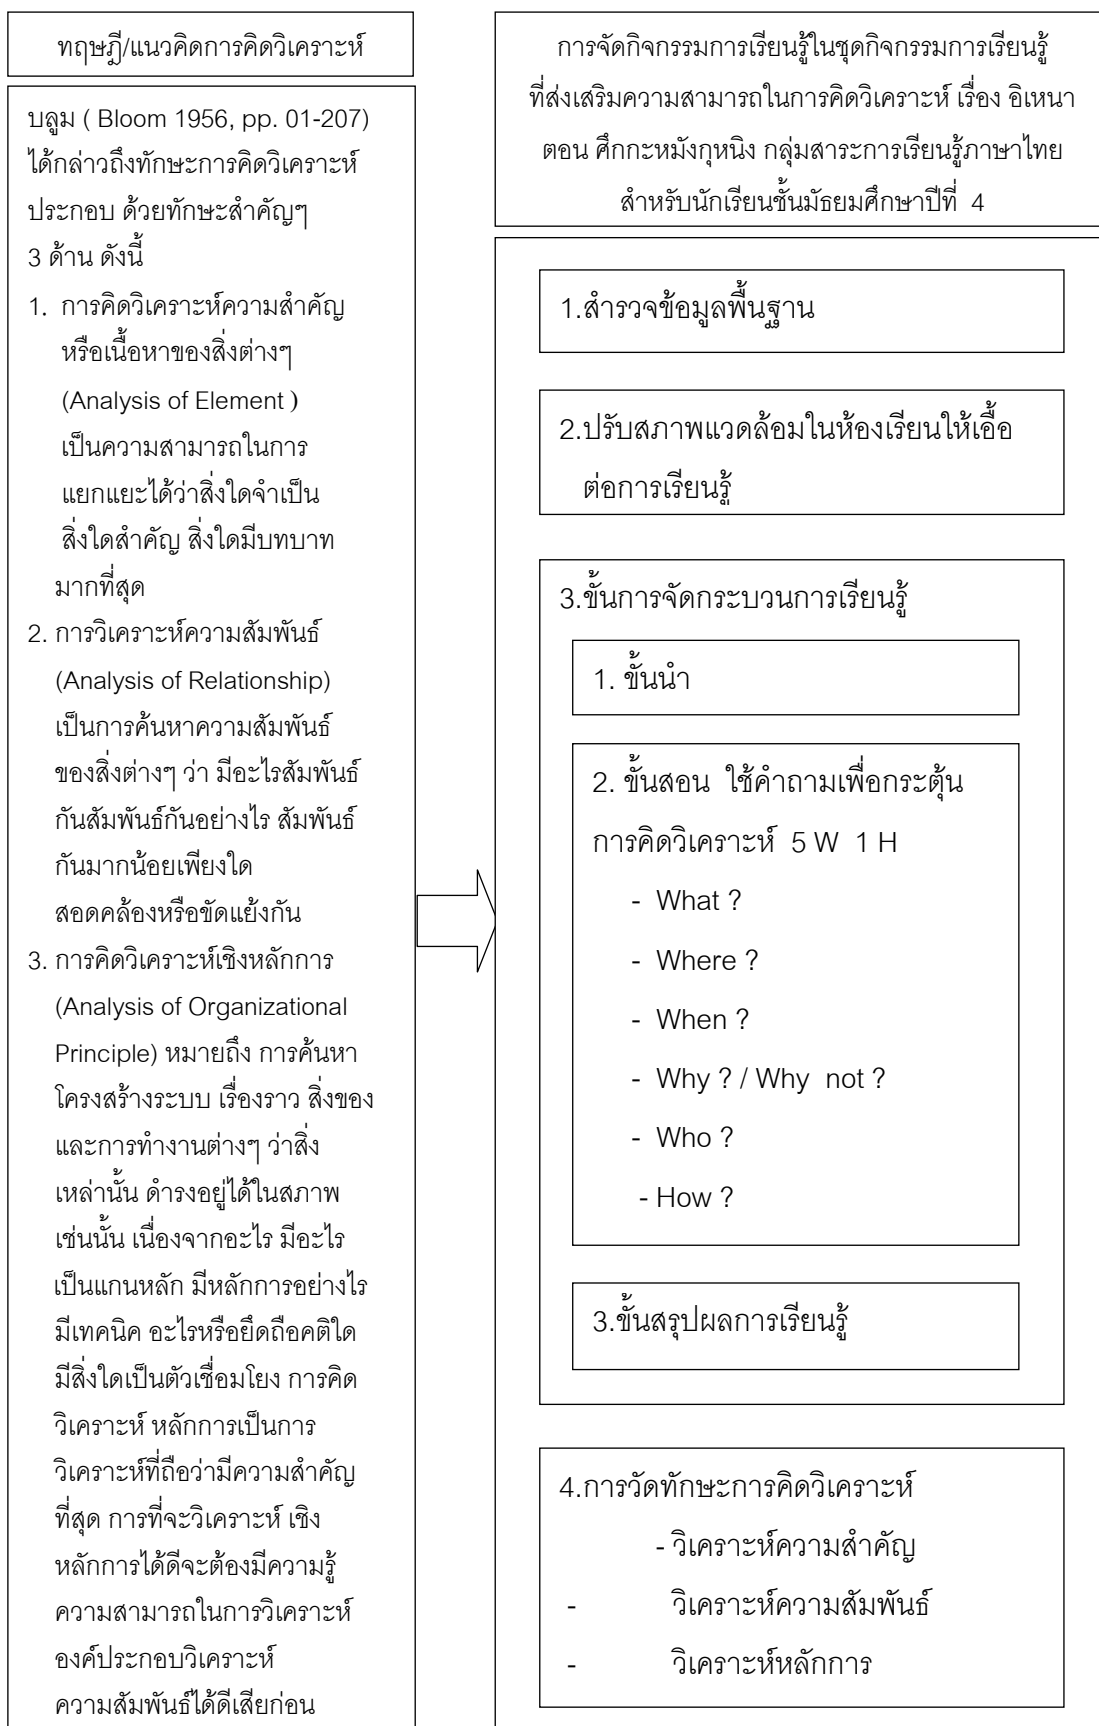 ทฤษฎี/แนวคิดการคิดวิเคราะห์
บลูม ( Bloom 1956, pp. 01-207)
ได้กล่าวถึงทักษะการคิดวิเคราะห์
ประกอบ ด้วยทักษะสำคัญๆ
3 ด้าน ดังนี้
1. การคิดวิเคราะห์ความสำคัญ
หรือเนื้อหาของสิ่งต่างๆ
(Analysis of Element )
เป็นความสามารถในการ
แยกแยะได้ว่าสิ่งใดจำเป็น
สิ่งใดสำคัญ สิ่งใดมีบทบาท
มากที่สุด
2. การวิเคราะห์ความสัมพันธ์
(Analysis of Relationship)
เป็นการค้นหาความสัมพันธ์
ของสิ่งต่างๆ ว่า มีอะไรสัมพันธ์
กันสัมพันธ์กันอย่างไร สัมพันธ์
กันมากน้อยเพียงใด
สอดคล้องหรือขัดแย้งกัน
3. การคิดวิเคราะห์เชิงหลักการ
(Analysis of Organizational
Principle) หมายถึง การค้นหา
โครงสร้างระบบ เรื่องราว สิ่งของ
และการทำงานต่างๆ ว่าสิ่ง
เหล่านั้น ดำรงอยู่ได้ในสภาพ
เช่นนั้น เนื่องจากอะไร มีอะไร
เป็นแกนหลัก มีหลักการอย่างไร
มีเทคนิค อะไรหรือยึดถือคติใด
มีสิ่งใดเป็นตัวเชื่อมโยง การคิด
วิเคราะห์ หลักการเป็นการ
วิเคราะห์ที่ถือว่ามีความสำคัญ
ที่สุด การที่จะวิเคราะห์ เชิง
หลักการได้ดีจะต้องมีความรู้
ความสามารถในการวิเคราะห์
องค์ประกอบวิเคราะห์
ความสัมพันธ์ได้ดีเสียก่อน
การจัดกิจกรรมการเรียนรู้ในชุดกิจกรรมการเรียนรู้
ที่ส่งเสริมความสามารถในการคิดวิเคราะห์ เรื่อง อิเหนา
ตอน ศึกกะหมังกุหนิง กลุ่มสาระการเรียนรู้ภาษาไทย
สำหรับนักเรียนชั้นมัธยมศึกษาปีที่ 4
1.สำรวจข้อมูลพื้นฐาน
2.ปรับสภาพแวดล้อมในห้องเรียนให้เอื้อ
ต่อการเรียนรู้
3.ขั้นการจัดกระบวนการเรียนรู้
1. ขั้นนำ
2. ขั้นสอน ใช้คำถามเพื่อกระตุ้น
การคิดวิเคราะห์ 5 W 1 H
- What ?
- Where ?
- When ?
- Why ? / Why not ?
- Who ?
- How ?
3.ขั้นสรุปผลการเรียนรู้
4.การวัดทักษะการคิดวิเคราะห์
- วิเคราะห์ความสำคัญ
- วิเคราะห์ความสัมพันธ์
- วิเคราะห์หลักการ